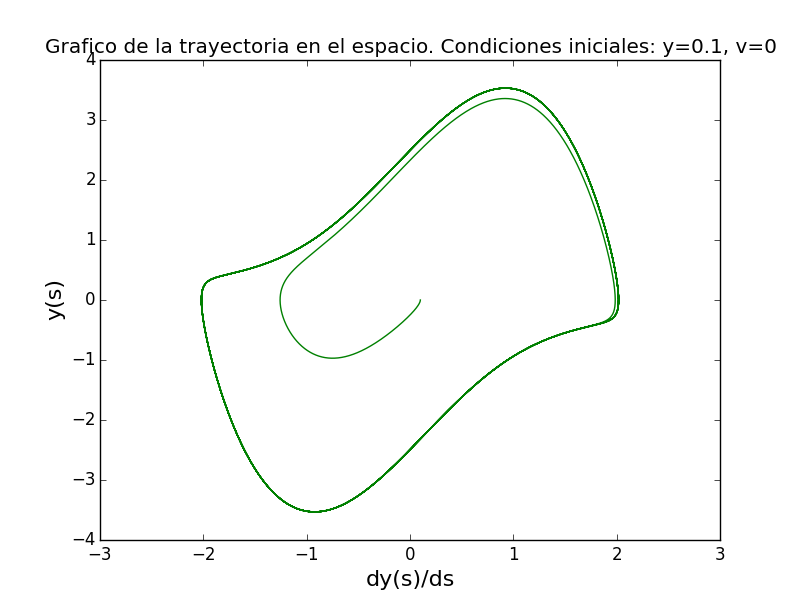 Grafico de la trayectoria en el espacio. Condiciones iniciales: y=0.1, v=0
4
3
2
1
0
−1
−2
−3
−4
y(s)
−3 −2 −1 0 1 2 3
dy(s)/ds